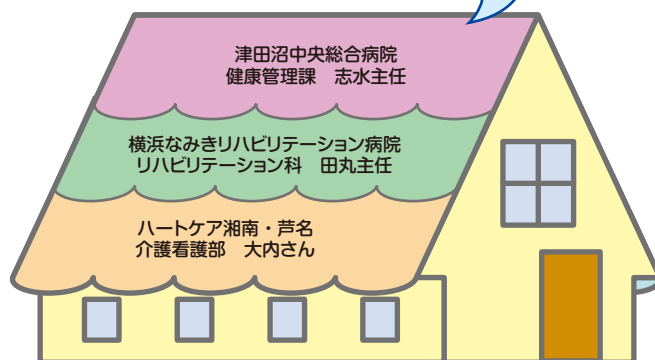 津田沼中央総合病院
健康管理課　志水主任
横浜なみきリハビリテーション病院
リハビリテーション科　田丸主任
ハートケア湘南・芦名
介護看護部　大内さん